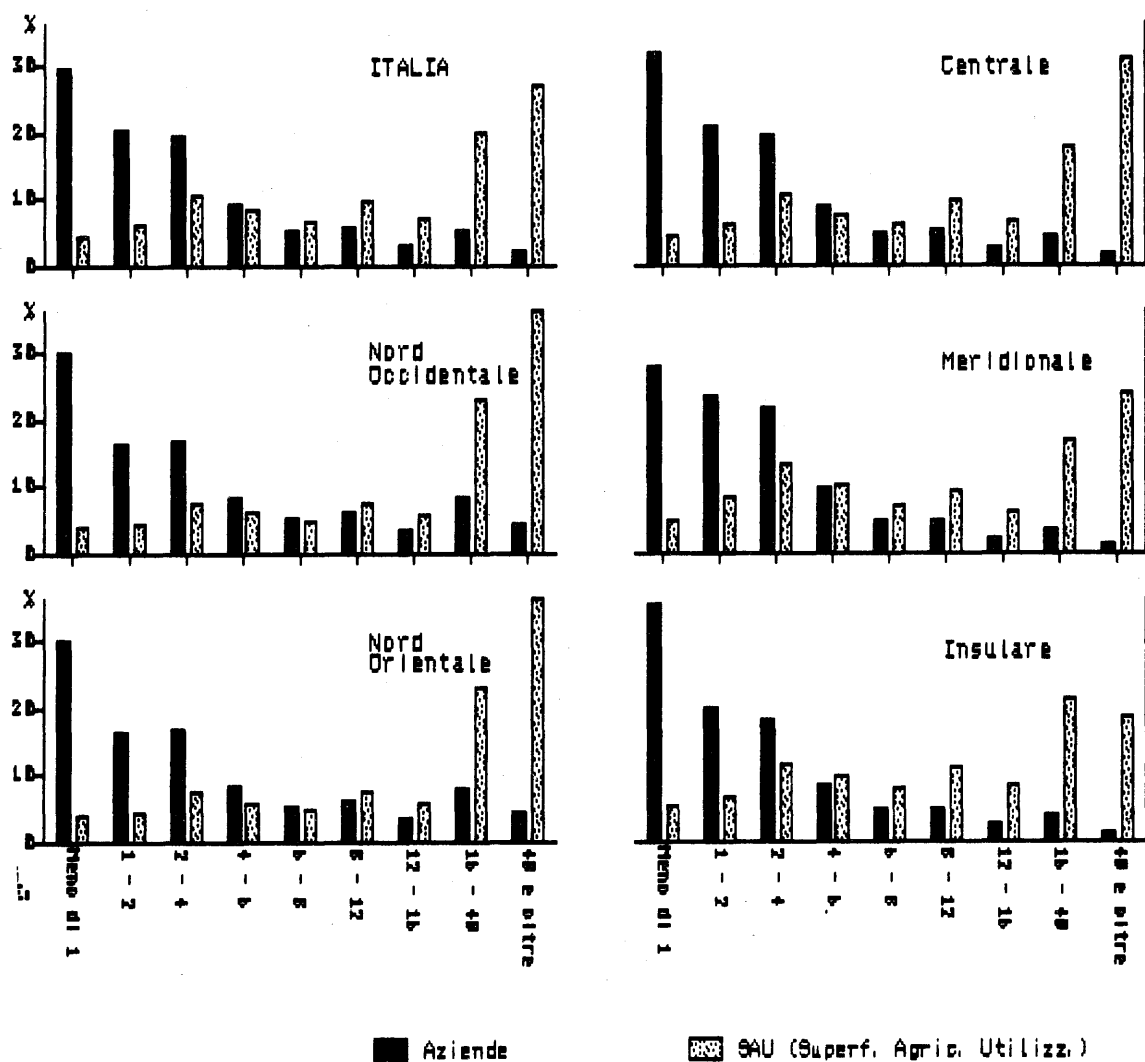 %
30
20
10
0
ITALIA
Centrale
%
30
20
10
0
Nord
Occidentale
Meridionale
%
30
20
10
0
Nord
Orientale
Insulare
Meno di 1
1 - 2
2 - 4
4 - 6
6 - 8
8 - 12
12 - 16
16 - 40
40 e oltre
Meno di 1
1 - 2
2 - 4
4 - 6
6 - 8
8 - 12
12 - 16
16 - 40
40 e oltre
Aziende
SAU (Superf. Agric. Utilizz.)